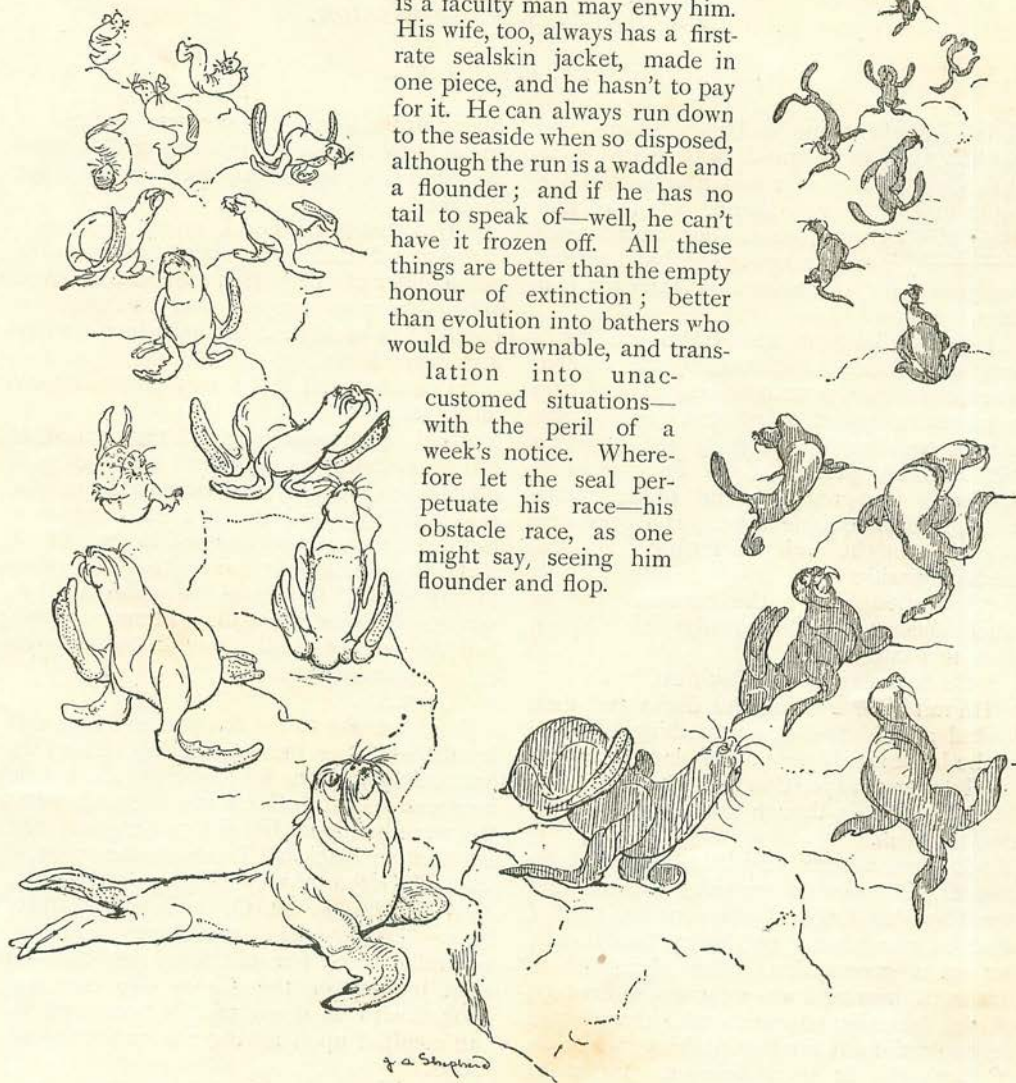 is a faculty man may envy him.
His wife, too, always has a first-
rate sealskin jacket, made in
one piece, and he hasn't to pay
for it. He can always run down
to the seaside when so disposed,
although the run is a waddle and
a flounder; and if he has no
tail to speak of—well, he can't
have it frozen off. All these
things are better than the empty
honour of extinction; better
than evolution into bathers who
would be drownable, and trans-
lation into unac-
customed situations—
with the peril of a
week's notice. Where-
fore let the seal per-
petuate his race—his
obstacle race, as one
might say, seeing him
flounder and flop.
J A Shepherd